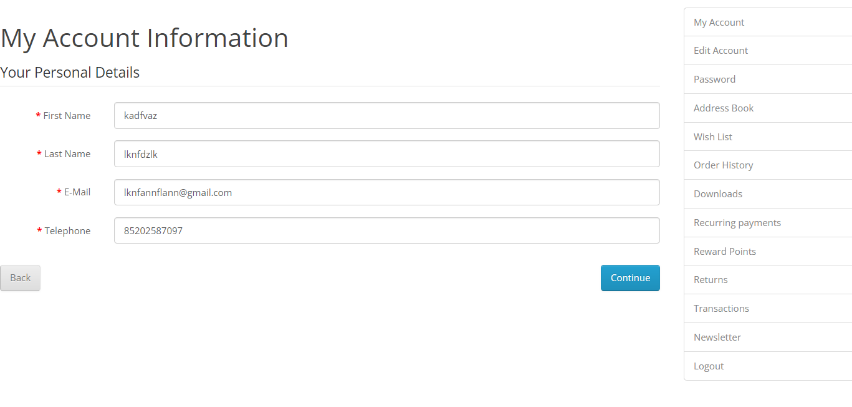 My Account Information
Your Personal Details
* First Name kadfvaz
* Last Name lknfdzlk
* E-Mail lknfannflann@gmail.com
* Telephone 85202587097
Back Continue
My Account
Edit Account
Password
Address Book
Wish List
Order History
Downloads
Recurring payments
Reward Points
Returns
Transactions
Newsletter
Logout